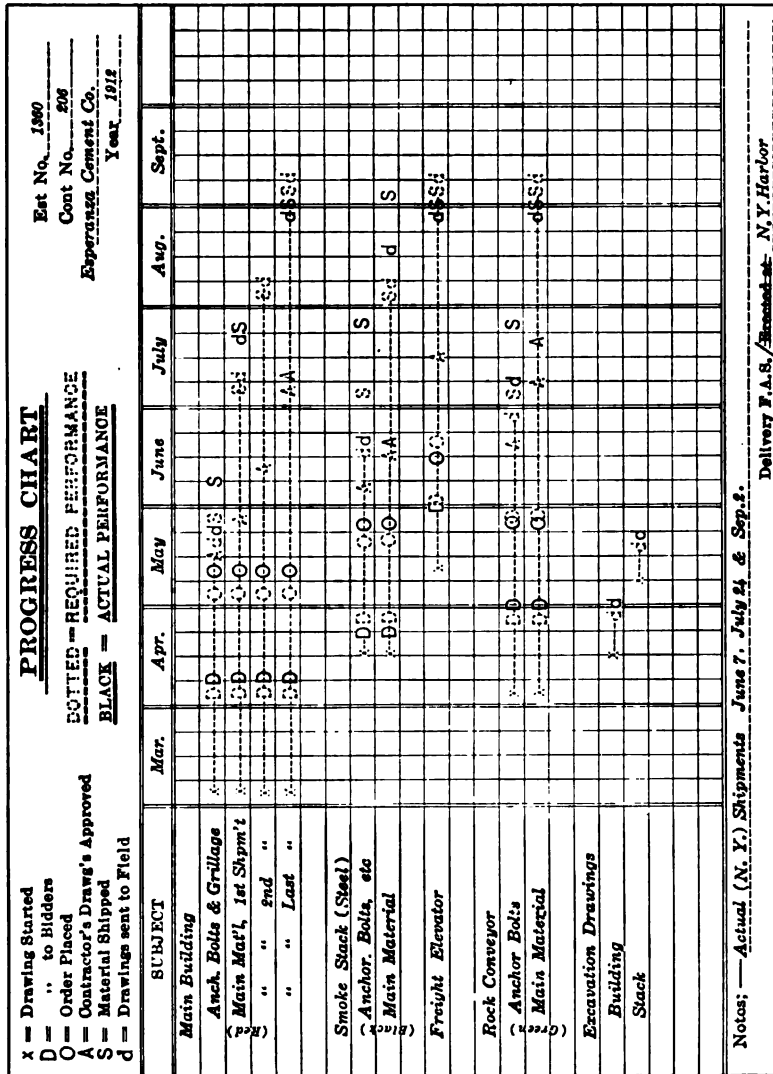 PROGRESS CHART
x = Drawing Started
D = " to Bidders
O = Order Placed
A = Contractor's Drawg's Approved
S = Material Shipped
d = Drawings sent to Field
DOTTED = REQUIRED PERFORMANCE
BLACK = ACTUAL PERFORMANCE
Est No. 1360
Cont No. 206
Esperanza Cement Co.
Year 1912
SUBJECT Mar. Apr. May June July Aug. Sept.
Main Building
Anch. Bolts & Grillage x D D O O A d d S S
(Red) Main Mat'l, 1st Shpm't x D D O O A S d d S
" " 2nd " x D D O O A S d
" " Last " x D D O O A A d S S d
Smoke Stack (Steel)
(Black) Anchor. Bolts, etc x D D O O A d d S S
Main Material x D D O O A A S d d S
Freight Elevator x D O O A d S S d
Rock Conveyor
(Green) Anchor Bolts x D D O O A d S d S
Main Material x D D O O A A d S S d
Excavation Drawings
Building x d d
Stack x d d
Notes; — Actual (N. Y.) Shipments June 7, July 24 & Sep. 2.
Delivery F.A.S./Erected at N.Y. Harbor